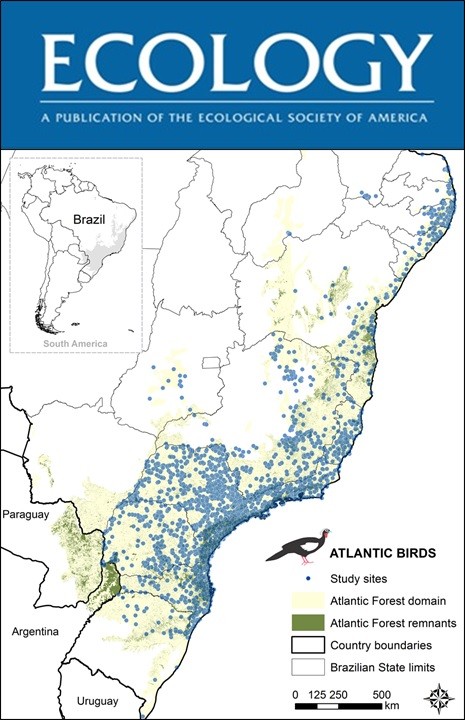 ECOLOGY
A PUBLICATION OF THE ECOLOGICAL SOCIETY OF AMERICA
Brazil
South America
Paraguay
Argentina
Uruguay
ATLANTIC BIRDS
Study sites
Atlantic Forest domain
Atlantic Forest remnants
Country boundaries
Brazilian State limits
0 125 250 500
km